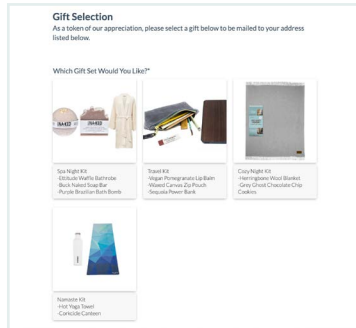 Gift Selection
As a token of our appreciation, please select a gift below to be mailed to your address
listed below.
Which Gift Set Would You Like?*
Spa Night Kit
-Ettitude Waffle Bathrobe
-Buck Naked Soap Bar
-Purple Brazilian Bath Bomb
Travel Kit
-Vegan Pomegranate Lip Balm
-Waxed Canvas Zip Pouch
-Sequoia Power Bank
Cozy Night Kit
-Herringbone Wool Blanket
-Grey Ghost Chocolate Chip
Cookies
Namaste Kit
-Hot Yoga Towel
-Corkcicle Canteen